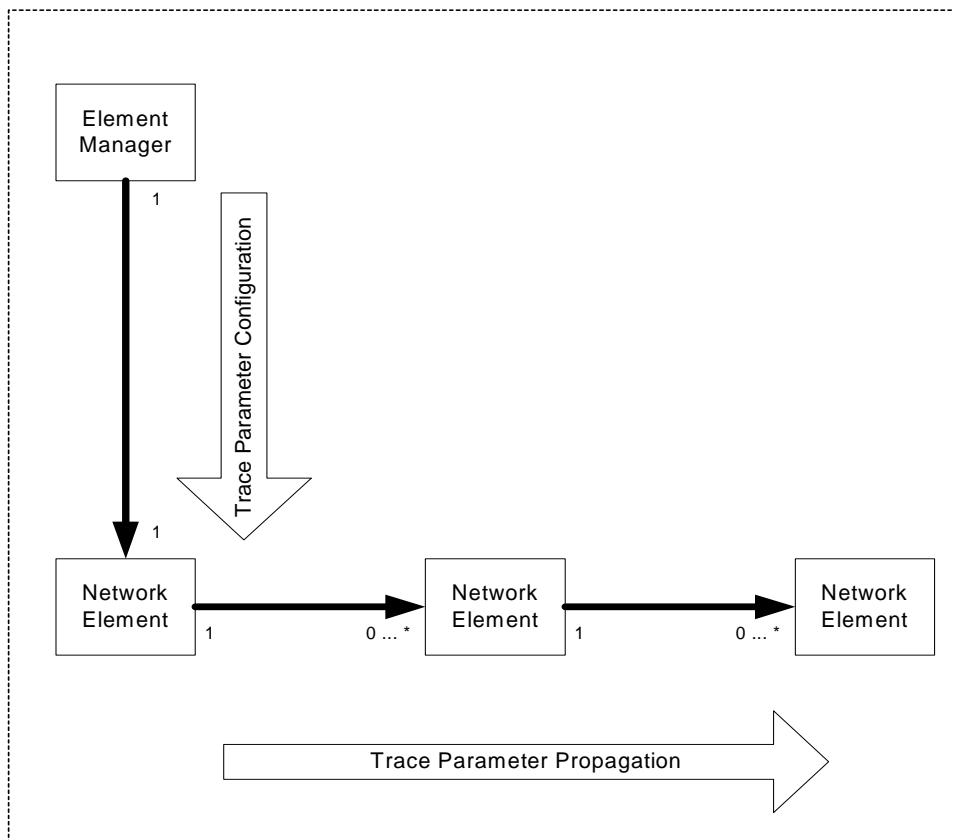 Element
Manager
1
Trace Parameter Configuration
1
Network
Element
Network
Element
Network
Element
1
0 ... *
1
0 ... *
Trace Parameter Propagation